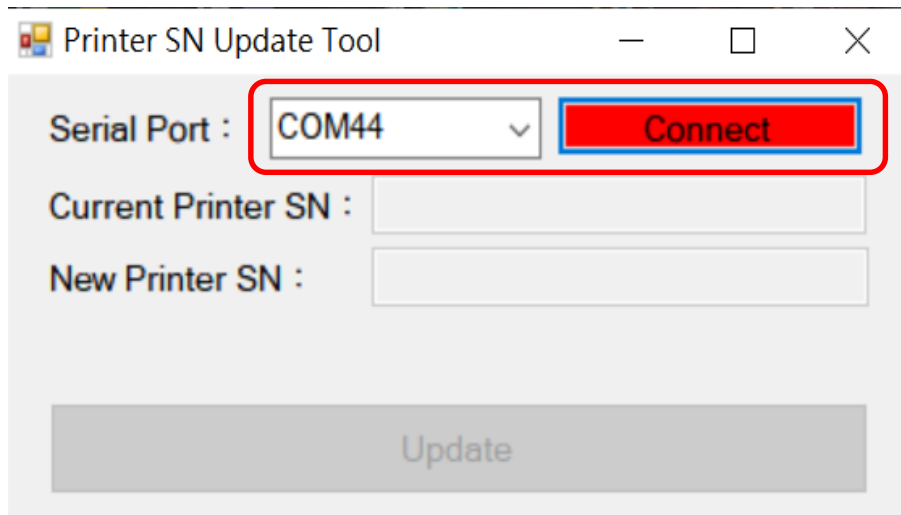 Printer SN Update Tool
Serial Port : COM44 Connect
Current Printer SN :
New Printer SN :
Update